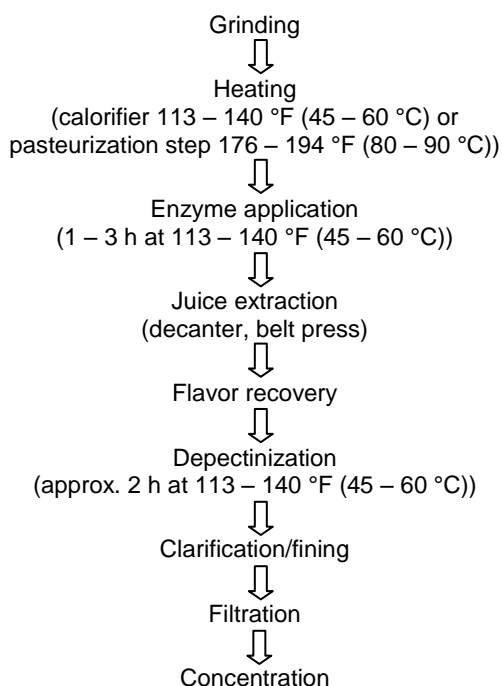 Grinding
Heating
(calorifier 113 – 140 °F (45 – 60 °C) or
pasteurization step 176 – 194 °F (80 – 90 °C))
Enzyme application
(1 – 3 h at 113 – 140 °F (45 – 60 °C))
Juice extraction
(decanter, belt press)
Flavor recovery
Depectinization
(approx. 2 h at 113 – 140 °F (45 – 60 °C))
Clarification/fining
Filtration
Concentration